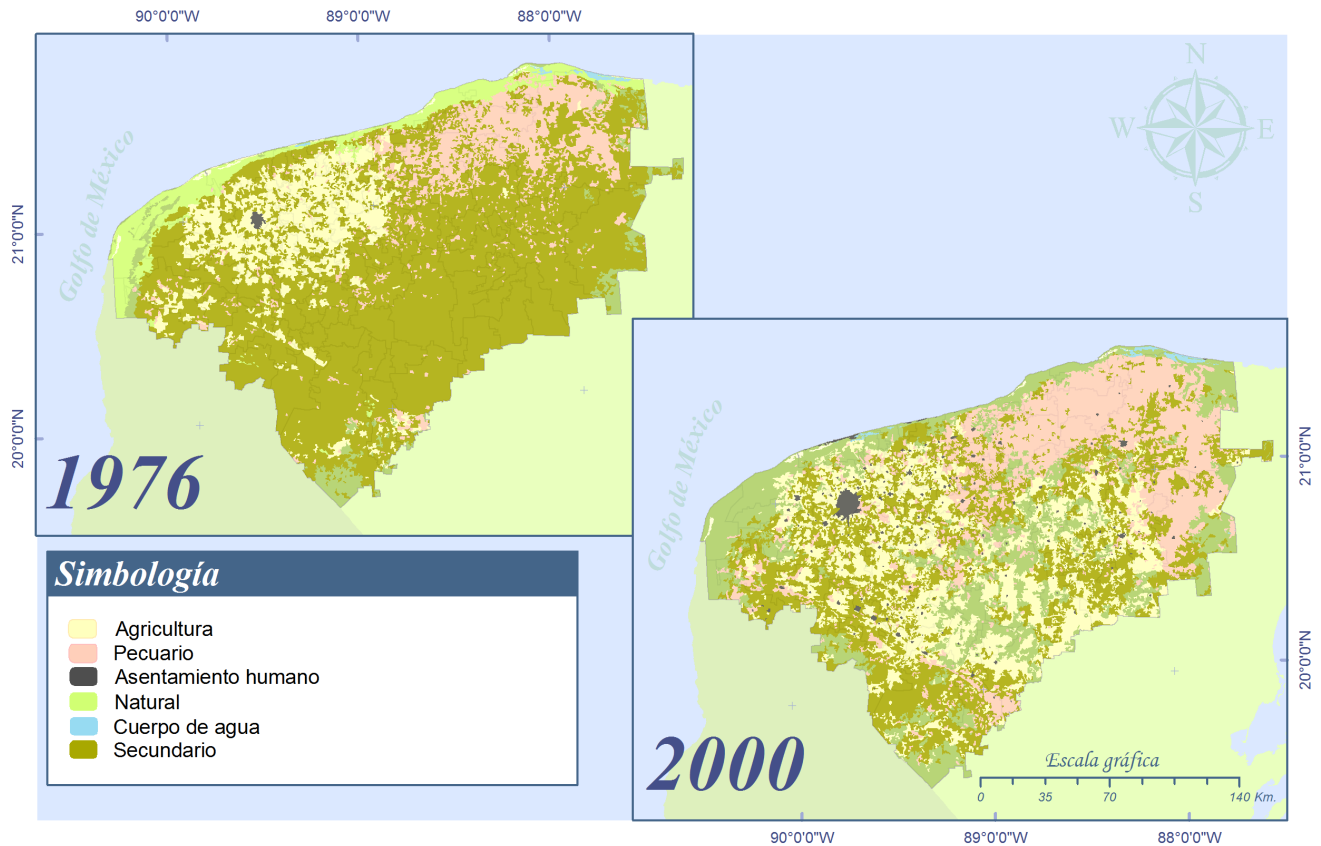 90°0'0"W 89°0'0"W 88°0'0"W
N
W E
S
Golfo de México
21°0'0"N
20°0'0"N
1976
Simbología
Agricultura
Pecuario
Asentamiento humano
Natural
Cuerpo de agua
Secundario
Golfo de México
21°0'0"N
20°0'0"N
2000
Escala gráfica
0 35 70 140 Km.
90°0'0"W 89°0'0"W 88°0'0"W